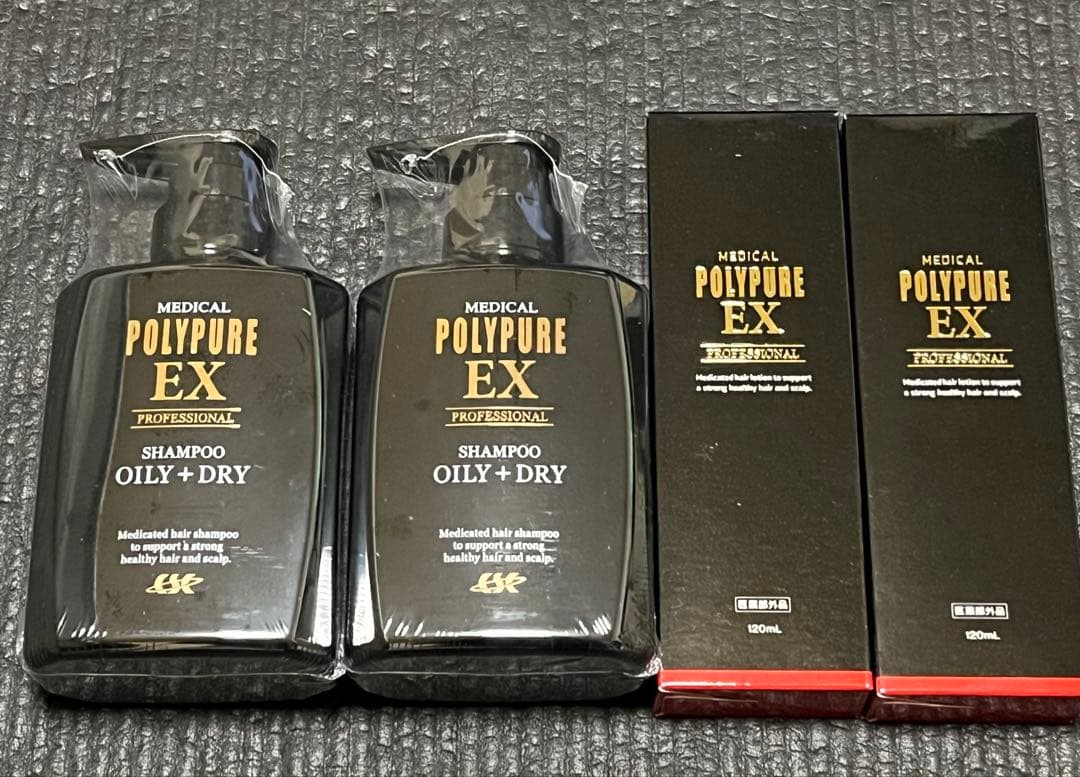 MEDICAL
POLYPURE
EX
PROFESSIONAL
SHAMPOO
OILY+DRY
Medicated hair shampoo
to support a strong
healthy hair and scalp.
MEDICAL
POLYPURE
EX
PROFESSIONAL
SHAMPOO
OILY+DRY
Medicated hair shampoo
to support a strong
healthy hair and scalp.
MEDICAL
POLYPURE
EX
PROFESSIONAL
Medicated hair lotion to support
a strong healthy hair and scalp.
医薬部外品
120mL
MEDICAL
POLYPURE
EX
PROFESSIONAL
Medicated hair lotion to support
a strong healthy hair and scalp.
医薬部外品
120mL